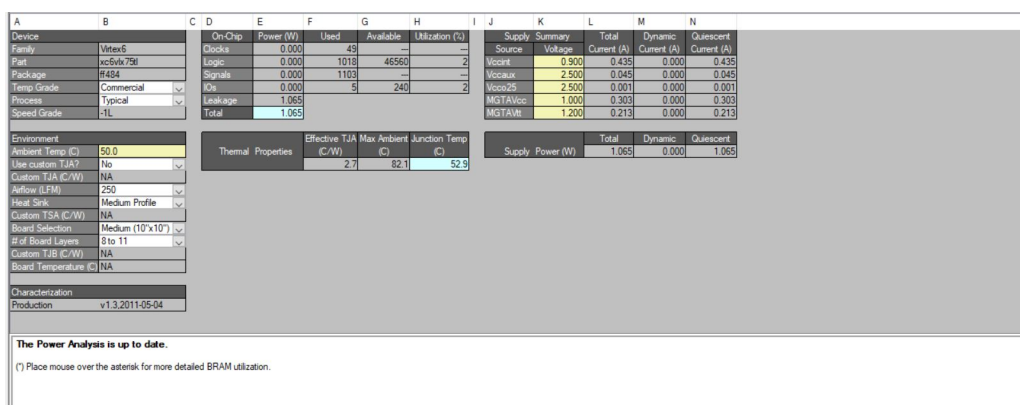 A B C D E F G H I J K L M N
Device On-Chip Power (W) Used Available Utilization (%) Supply Summary Total Dynamic Quiescent
Family Virtex6 Clocks 0.000 49 --- --- Source Voltage Current (A) Current (A) Current (A)
Part xc6vlx75tl Logic 0.000 1018 46560 2 Vccint 0.900 0.435 0.000 0.435
Package ff484 Signals 0.000 1103 --- --- Vccaux 2.500 0.045 0.000 0.045
Temp Grade Commercial IOs 0.000 5 240 2 Vcco25 2.500 0.001 0.000 0.001
Process Typical Leakage 1.065 MGTAVcc 1.000 0.303 0.000 0.303
Speed Grade -1L Total 1.065 MGTAVtt 1.200 0.213 0.000 0.213
Environment Effective TJA Max Ambient Junction Temp Total Dynamic Quiescent
Ambient Temp (C) 50.0 Thermal Properties (C/W) (C) (C) Supply Power (W) 1.065 0.000 1.065
Use custom TJA? No 2.7 82.1 52.9
Custom TJA (C/W) NA
Airflow (LFM) 250
Heat Sink Medium Profile
Custom TSA (C/W) NA
Board Selection Medium (10"x10")
# of Board Layers 8 to 11
Custom TJB (C/W) NA
Board Temperature (C) NA
Characterization
Production v1.3,2011-05-04
The Power Analysis is up to date.
(*) Place mouse over the asterisk for more detailed BRAM utilization.